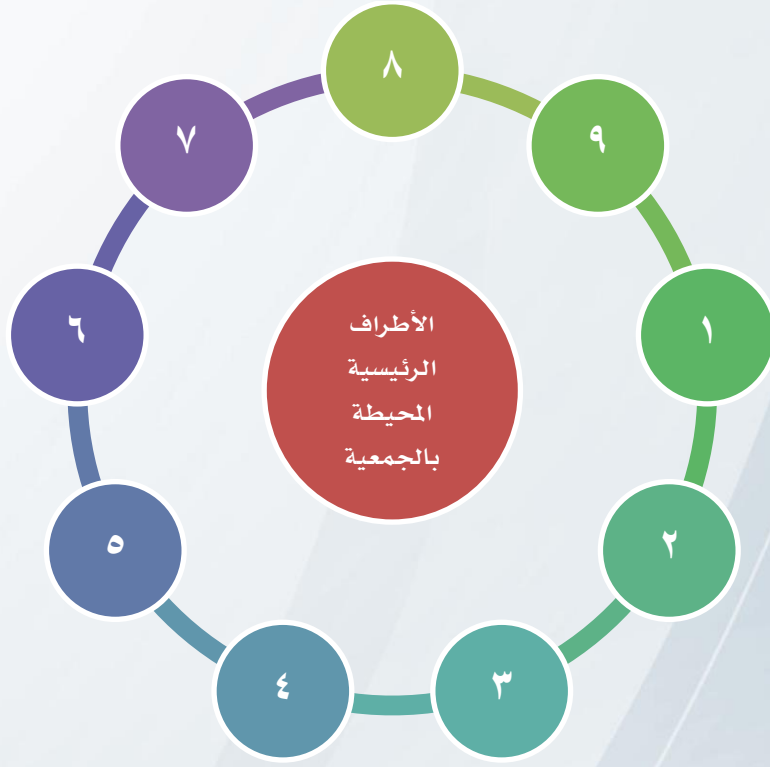 ٨
٩
٧
١
٦
الأطراف
الرئيسية
المحيطة
بالجمعية
٢
٥
٣
٤